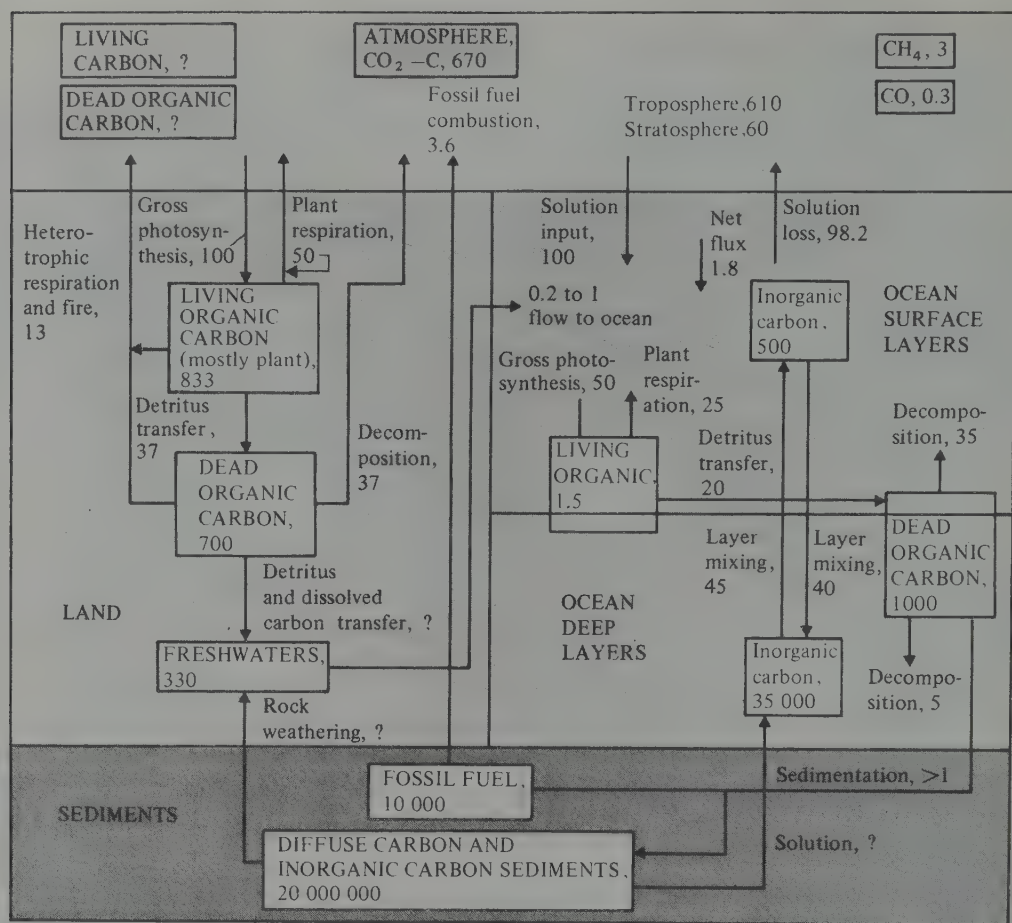 LIVING
CARBON, ?
DEAD ORGANIC
CARBON, ?
ATMOSPHERE,
CO₂ –C, 670
CH₄, 3
CO, 0.3
Fossil fuel
combustion,
3.6
Troposphere,610
Stratosphere,60
Hetero-
trophic
respiration
and fire,
13
Gross
photosyn-
thesis, 100
Plant
respiration,
50
Solution
input,
100
Net
flux
1.8
Solution
loss, 98.2
LIVING
ORGANIC
CARBON
(mostly plant),
833
0.2 to 1
flow to ocean
Inorganic
carbon,
500
OCEAN
SURFACE
LAYERS
Gross photo-
synthesis, 50
Plant
respir-
ation, 25
Detritus
transfer,
37
Decom-
position,
37
DEAD
ORGANIC
CARBON,
700
LIVING
ORGANIC,
1.5
Detritus
transfer,
20
Decompo-
sition, 35
Layer
mixing,
45
Layer
mixing,
40
DEAD
ORGANIC
CARBON,
1000
Detritus
and dissolved
carbon transfer, ?
LAND
OCEAN
DEEP
LAYERS
FRESHWATERS,
330
Inorganic
carbon,
35 000
Decompo-
sition, 5
Rock
weathering, ?
FOSSIL FUEL,
10 000
Sedimentation, >1
SEDIMENTS
DIFFUSE CARBON AND
INORGANIC CARBON SEDIMENTS,
20 000 000
Solution, ?